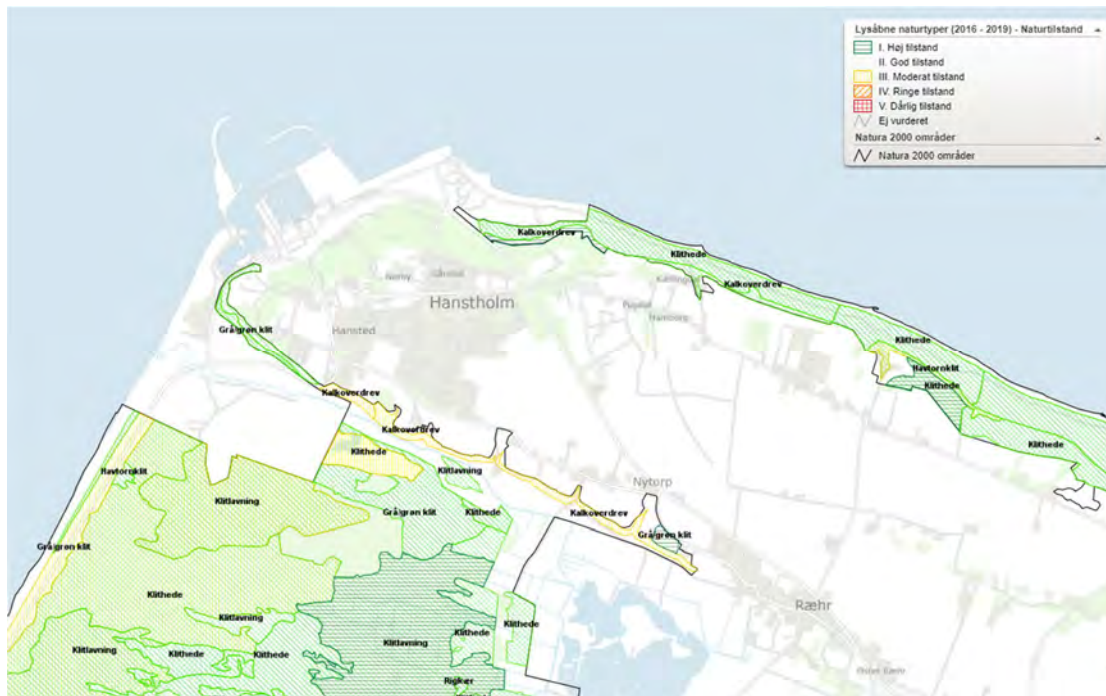 Lysåbne naturtyper (2016 - 2019) - Naturtilstand
I. Høj tilstand
II. God tilstand
III. Moderat tilstand
IV. Ringe tilstand
V. Dårlig tilstand
Ej vurderet
Natura 2000 områder
Natura 2000 områder
Kalkoverdrev
Klithede
Hanstholm
Kalkoverdrev
Grå/grøn klit
Hansted
Hamborg
Klithede
Havtornklit
Klithede
Kalkoverdrev
Kalkoverdrev
Klithede
Klithede
Klitlavning
Havtornklit
Klitlavning
Nytorp
Grå/grøn klit
Klithede
Kalkoverdrev
Grå/grøn klit
Grå/grøn klit
Ræhr
Klithede
Klitlavning
Klithede
Klithede
Klitlavning
Klitlavning
Klithede
Klithede
Rigkær